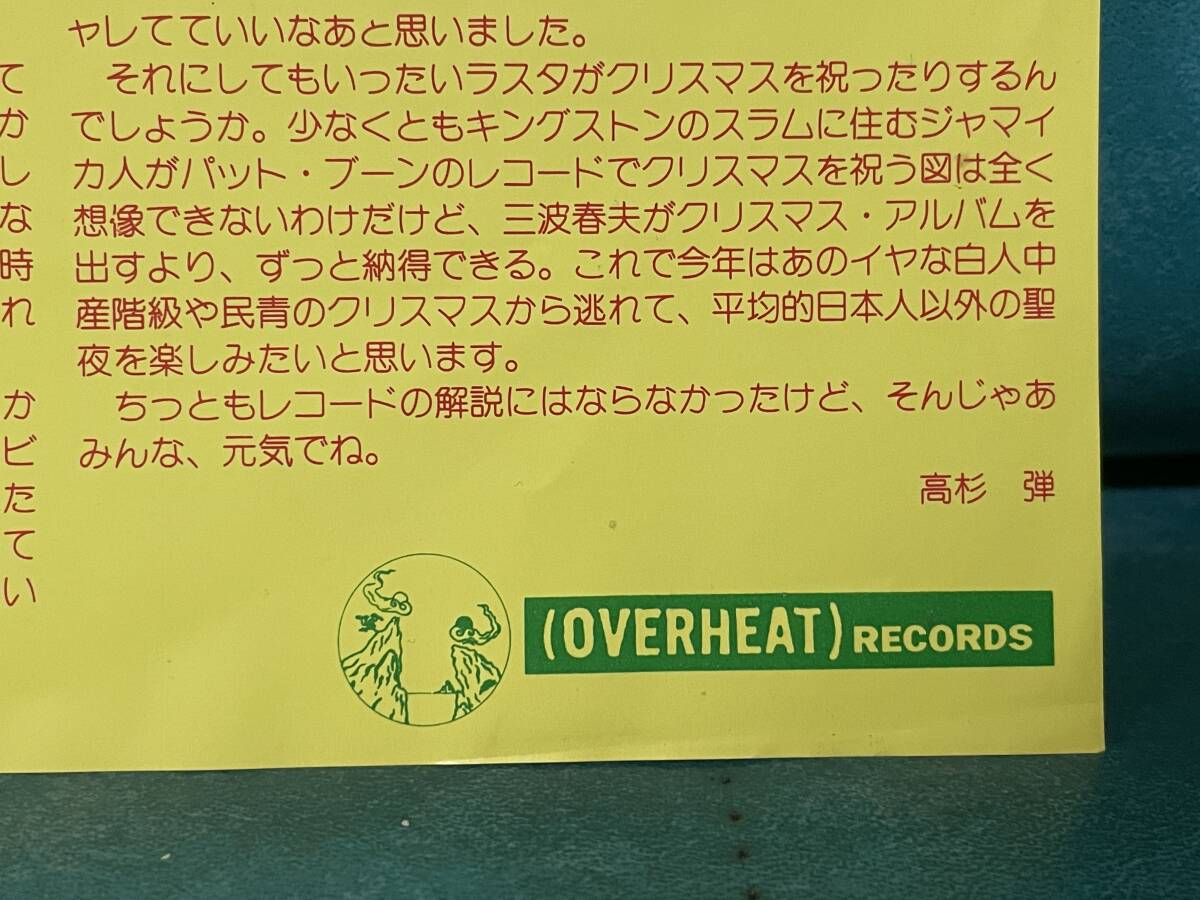 ャレてていいなあと思いました。
　それにしてもいったいラスタがクリスマスを祝ったりするん
でしょうか。少なくともキングストンのスラムに住むジャマイ
カ人がパット・ブーンのレコードでクリスマスを祝う図は全く
想像できないわけだけど、三波春夫がクリスマス・アルバムを
出すより、ずっと納得できる。これで今年はあのイヤな白人中
産階級や民青のクリスマスから逃れて、平均的日本人以外の聖
夜を楽しみたいと思います。
　ちっともレコードの解説にはならなかったけど、そんじゃあ
みんな、元気でね。
高杉　弾
て
か
し
な
時
れ
か
ビ
た
て
い
(OVERHEAT) RECORDS